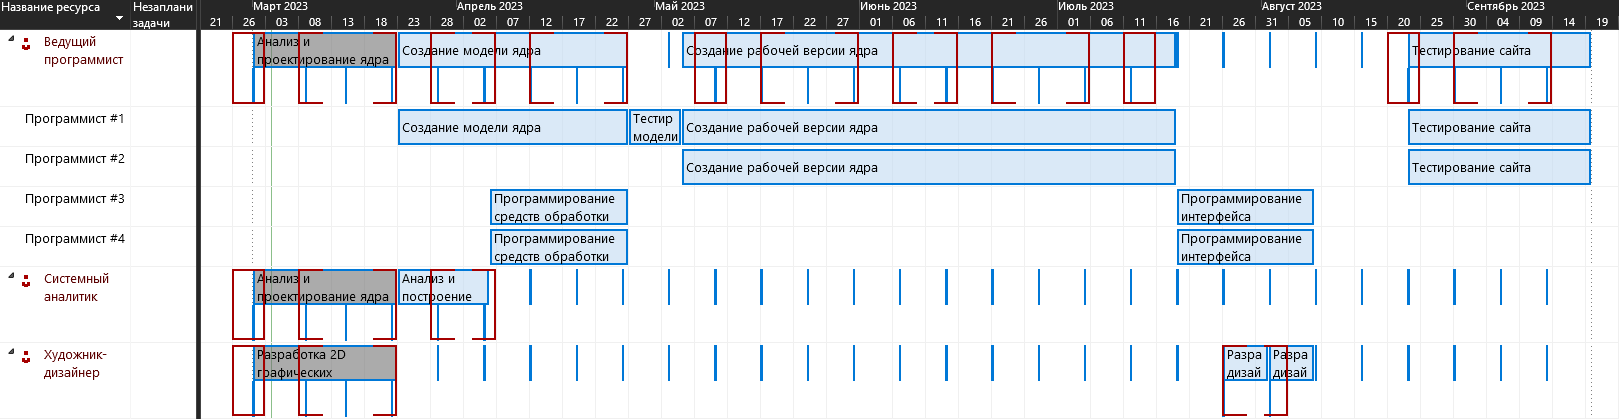 Название ресурса Незаплани задачи Март 2023 Апрель 2023 Май 2023 Июнь 2023 Июль 2023 Август 2023 Сентябрь 2023
21 26 03 08 13 18 23 28 02 07 12 17 22 27 02 07 12 17 22 27 01 06 11 16 21 26 01 06 11 16 21 26 31 05 10 15 20 25 30 04 09 14 19
Ведущий программист
Анализ и проектирование ядра
Создание модели ядра
Создание рабочей версии ядра
Тестирование сайта
Программист #1
Создание модели ядра
Тестир модели
Создание рабочей версии ядра
Тестирование сайта
Программист #2
Создание рабочей версии ядра
Тестирование сайта
Программист #3
Программирование средств обработки
Программирование интерфейса
Программист #4
Программирование средств обработки
Программирование интерфейса
Системный аналитик
Анализ и проектирование ядра
Анализ и построение
Художник-дизайнер
Разработка 2D графических
Разра дизай
Разра дизай